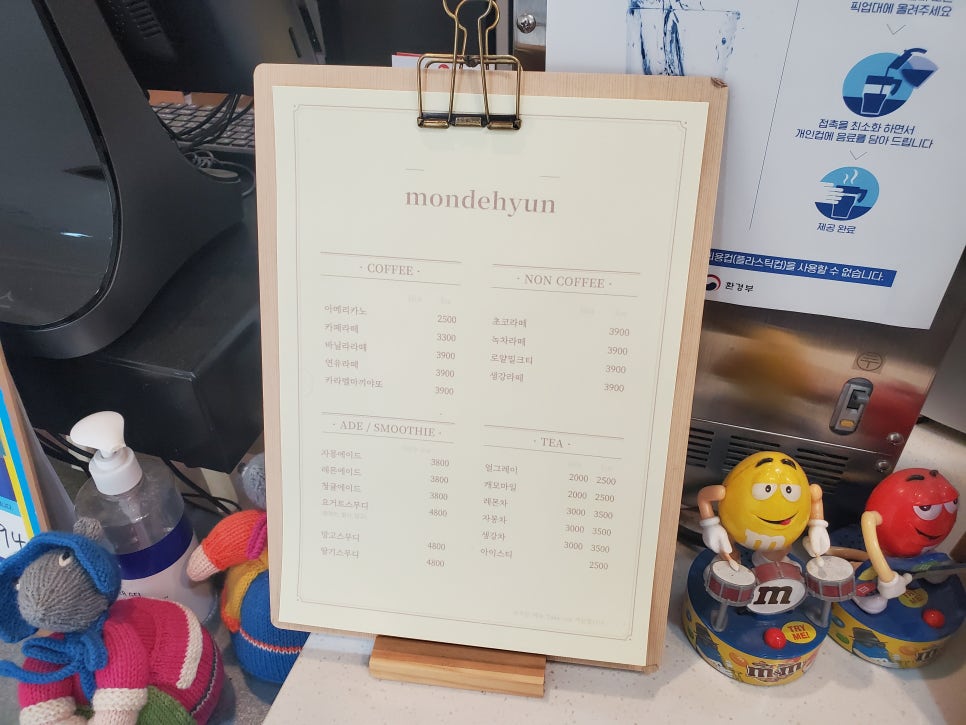 mondehyun
· COFFEE ·
아메리카노 2500
카페라떼 3300
바닐라라떼 3900
연유라떼 3900
카라멜마끼아또 3900
· NON COFFEE ·
초코라떼 3900
녹차라떼 3900
로얄밀크티 3900
생강라떼 3900
· ADE / SMOOTHIE ·
자몽에이드 3800
레몬에이드 3800
청귤에이드 3800
요거트스무디 4800
망고스무디 4800
딸기스무디 4800
· TEA ·
얼그레이 2000 2500
캐모마일 2000 2500
레몬차 3000 3500
자몽차 3000 3500
생강차 3000 3500
아이스티 2500
픽업대에 올려주세요
접촉을 최소화 하면서
개인컵에 음료를 담아 드립니다
제공 완료
용컵(플라스틱컵)을 사용할 수 없습니다.
환경부
94
m
m
TRY
ME!
m&m